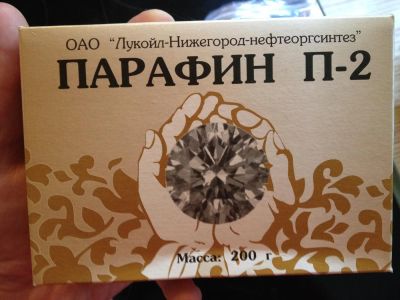 ОАО "Лукойл-Нижегород-нефтеоргсинтез"
ПАРАФИН П-2
Масса: 200 г